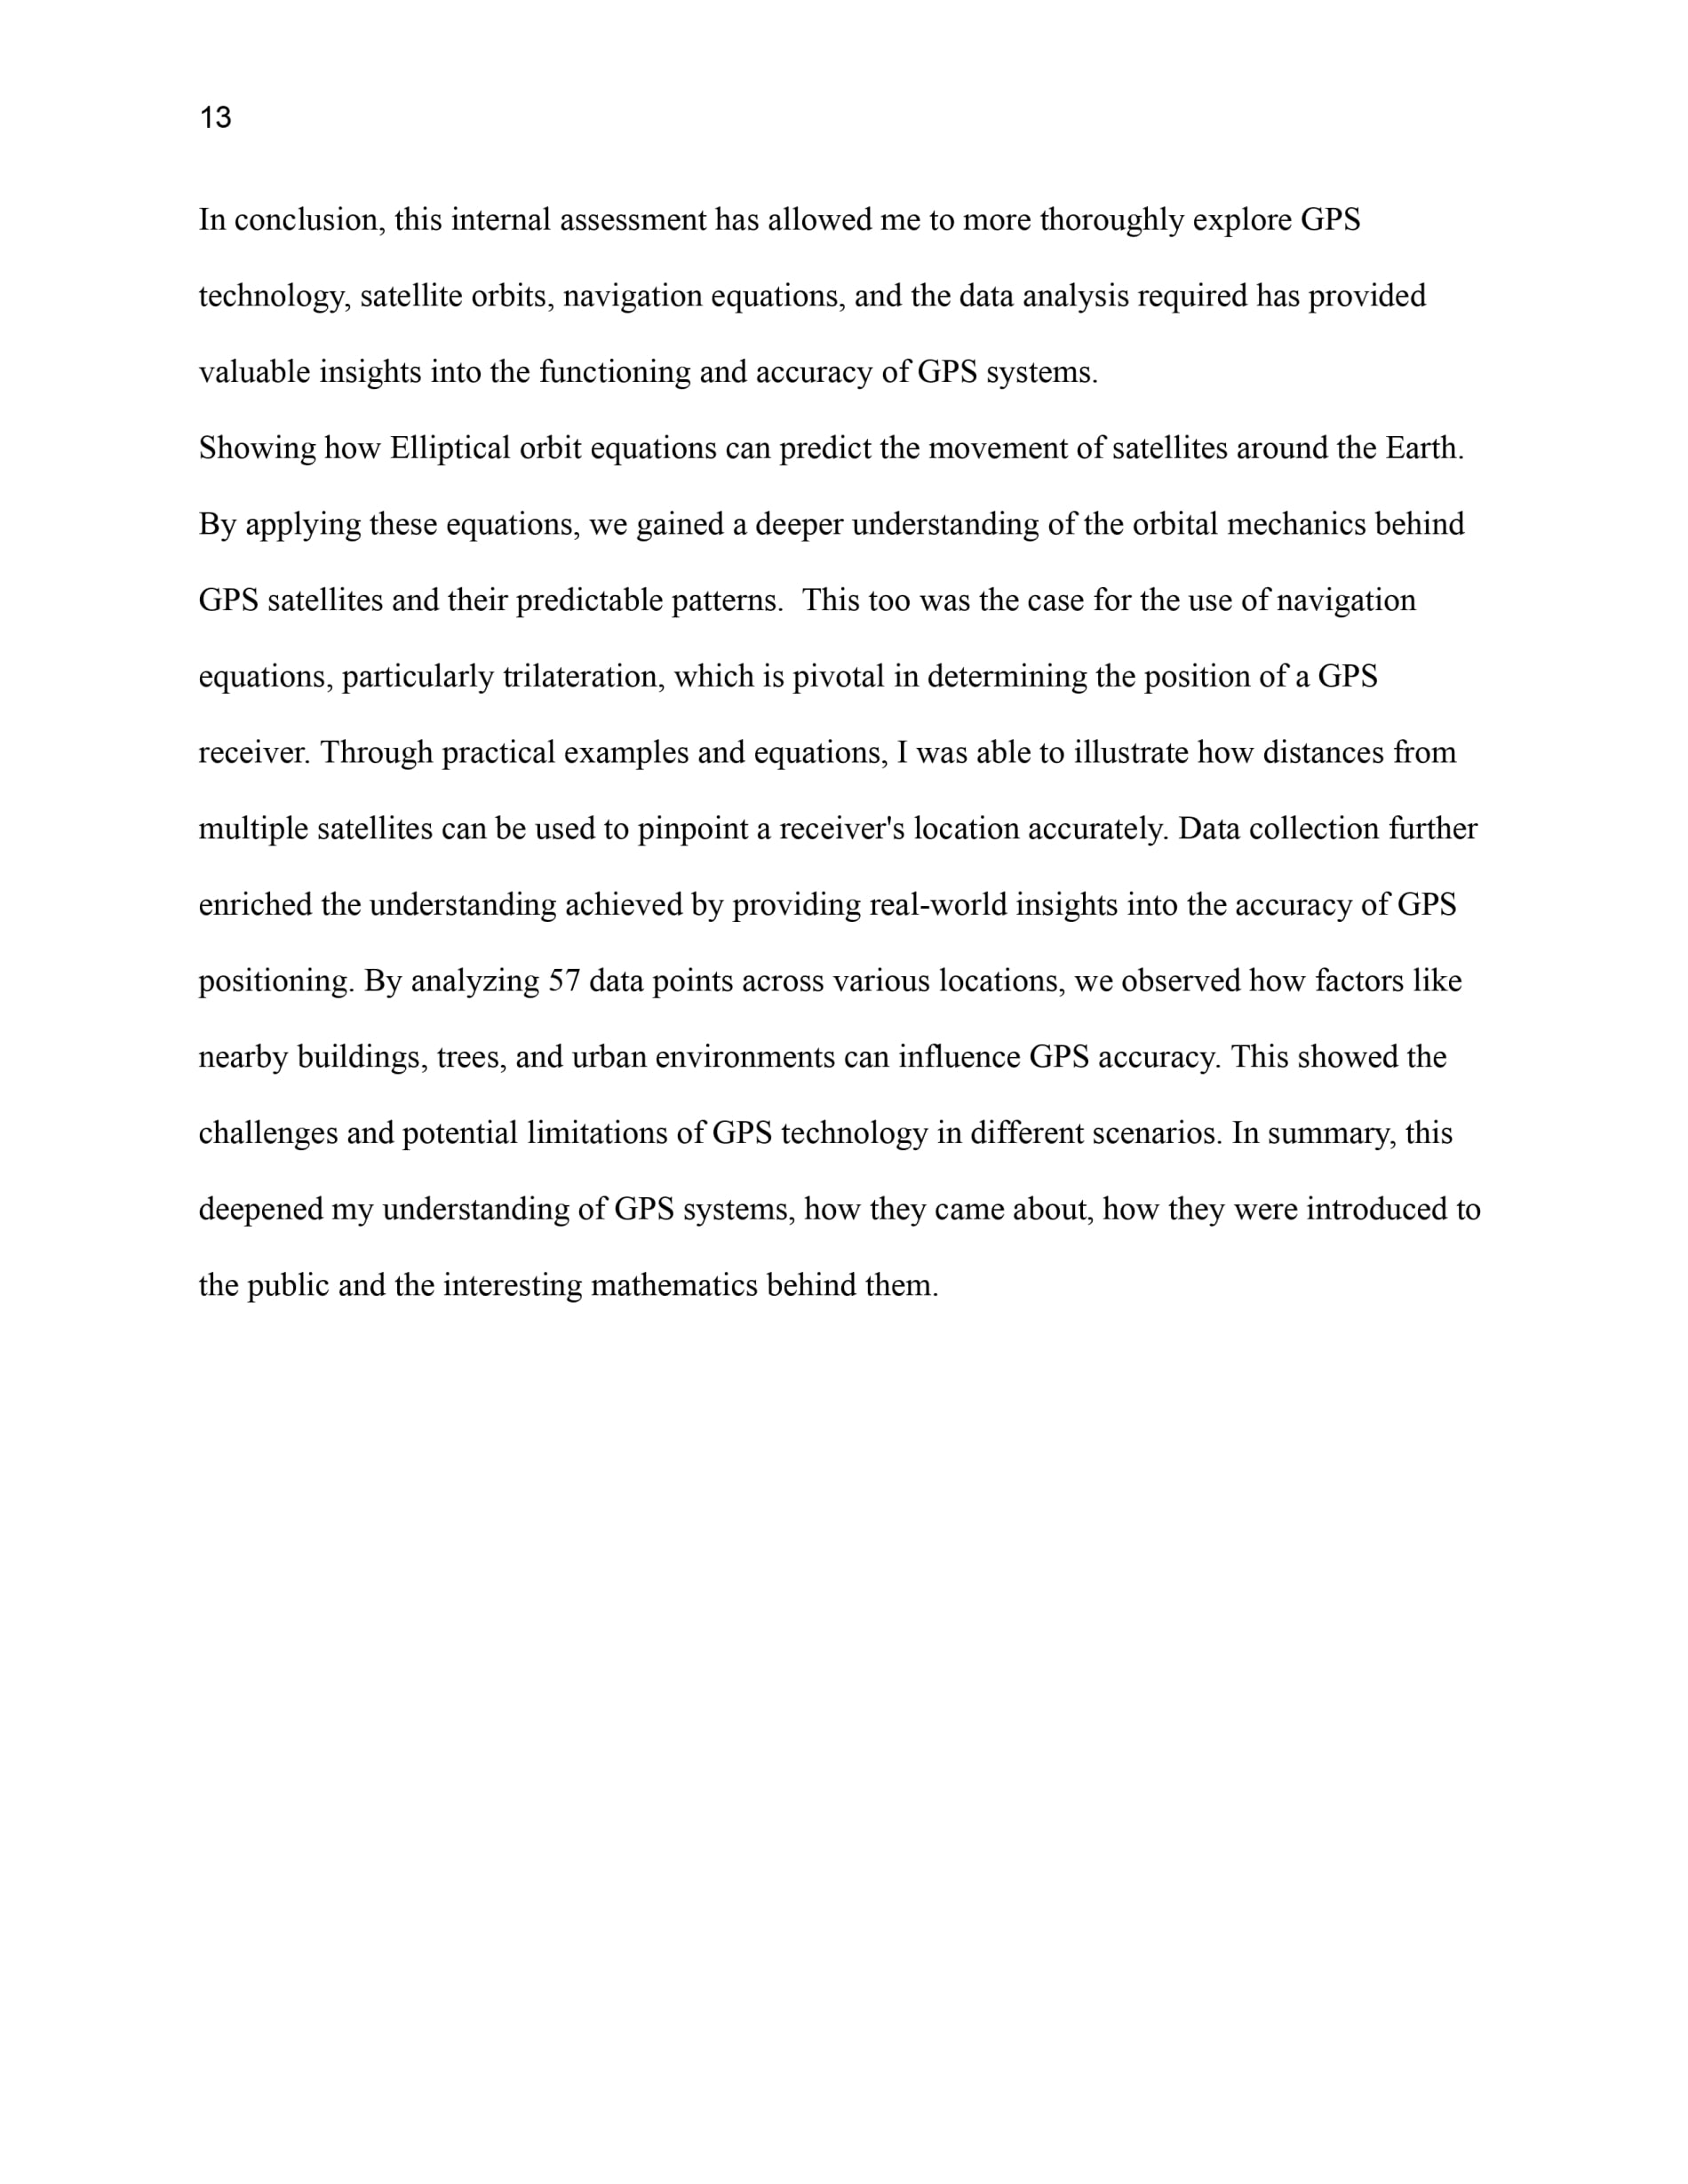 13
In conclusion, this internal assessment has allowed me to more thoroughly explore GPS
technology, satellite orbits, navigation equations, and the data analysis required has provided
valuable insights into the functioning and accuracy of GPS systems.
Showing how Elliptical orbit equations can predict the movement of satellites around the Earth.
By applying these equations, we gained a deeper understanding of the orbital mechanics behind
GPS satellites and their predictable patterns.  This too was the case for the use of navigation
equations, particularly trilateration, which is pivotal in determining the position of a GPS
receiver. Through practical examples and equations, I was able to illustrate how distances from
multiple satellites can be used to pinpoint a receiver's location accurately. Data collection further
enriched the understanding achieved by providing real-world insights into the accuracy of GPS
positioning. By analyzing 57 data points across various locations, we observed how factors like
nearby buildings, trees, and urban environments can influence GPS accuracy. This showed the
challenges and potential limitations of GPS technology in different scenarios. In summary, this
deepened my understanding of GPS systems, how they came about, how they were introduced to
the public and the interesting mathematics behind them.